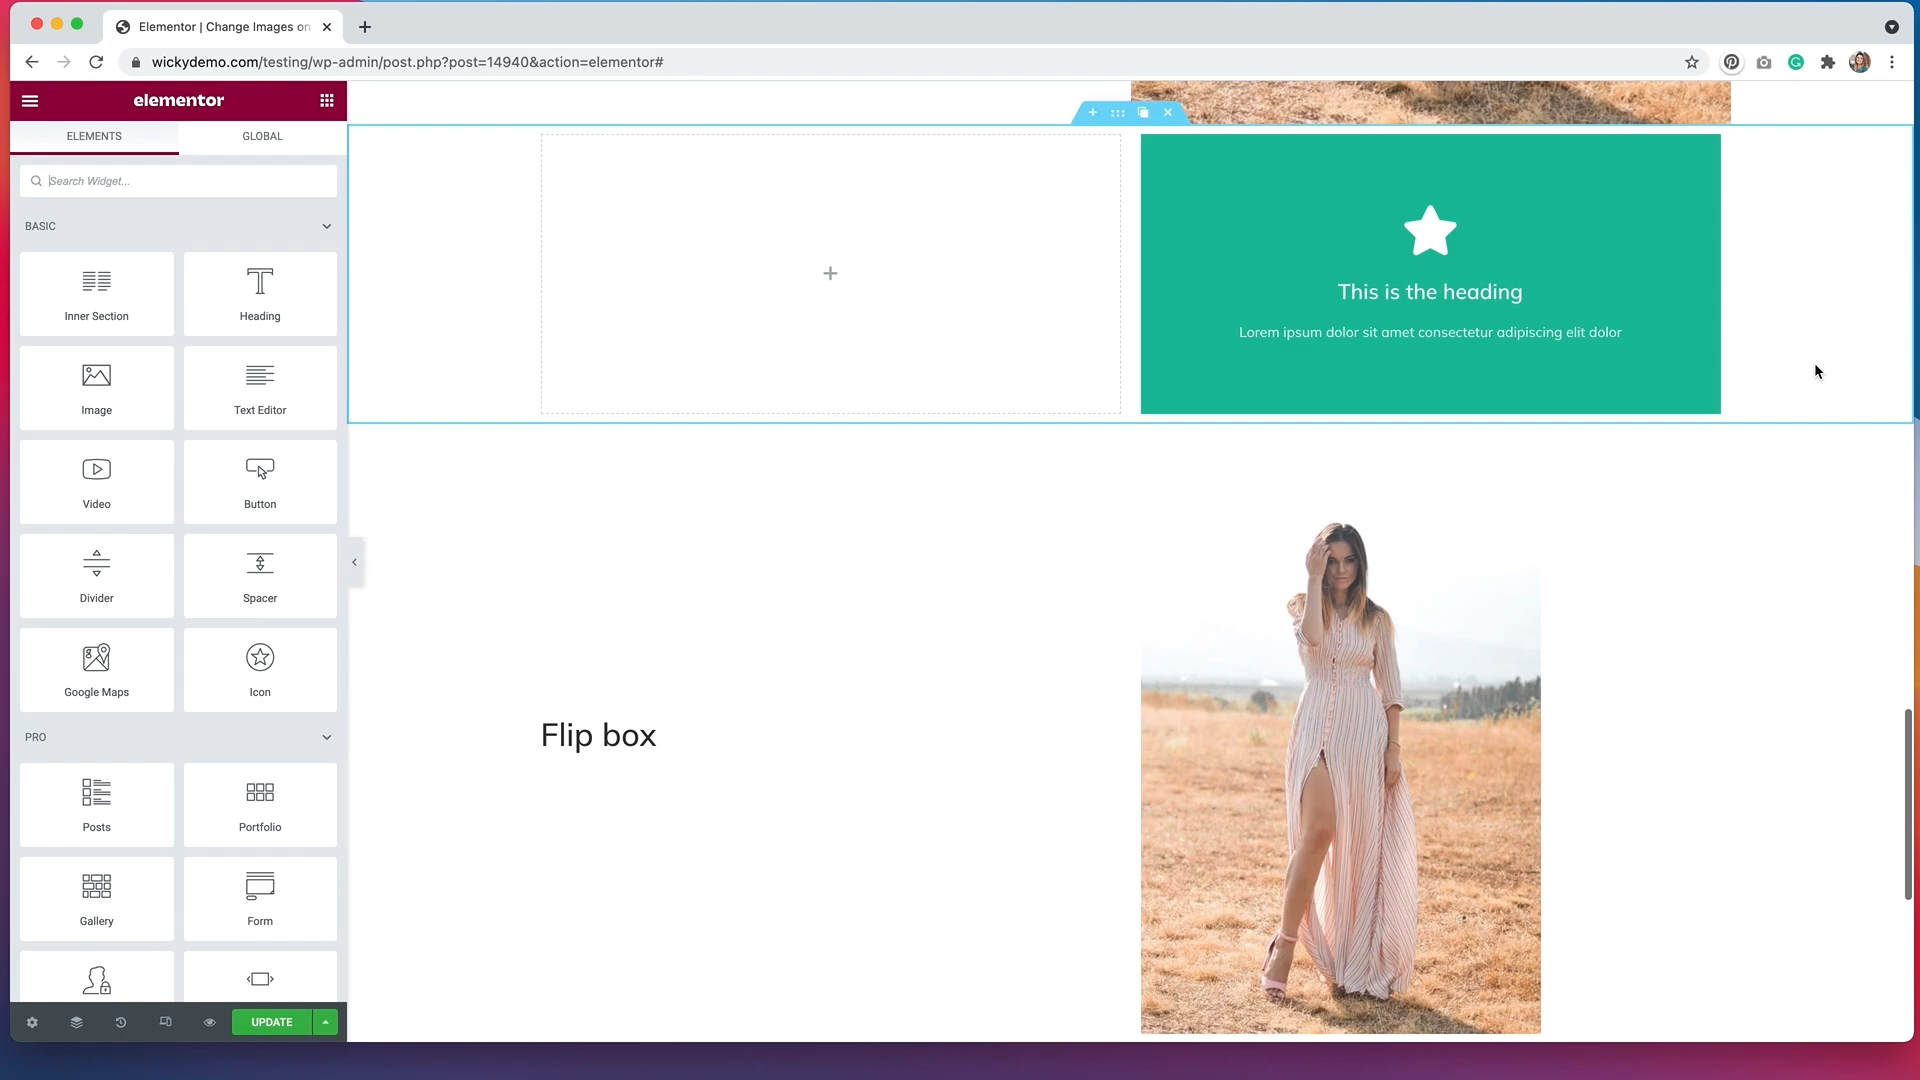 Elementor | Change Images on
wickydemo.com/testing/wp-admin/post.php?post=14940&action=elementor#
elementor
ELEMENTS
GLOBAL
Search Widget...
BASIC
Inner Section
Heading
Image
Text Editor
Video
Button
Divider
Spacer
Google Maps
Icon
PRO
Posts
Portfolio
Gallery
Form
UPDATE
This is the heading
Lorem ipsum dolor sit amet consectetur adipiscing elit dolor
Flip box